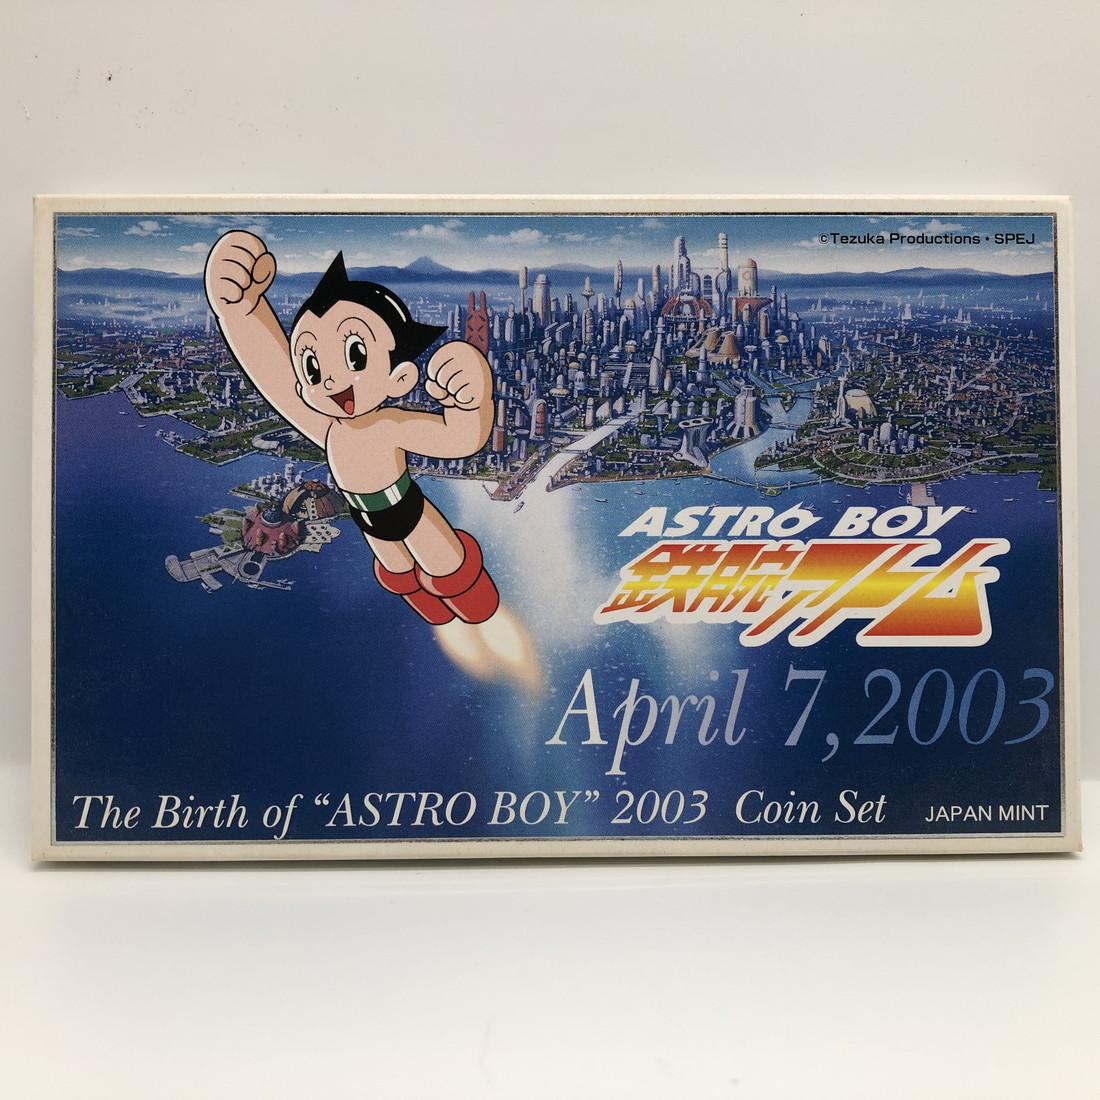 ©Tezuka Productions・SPEJ
ASTRO BOY
鉄腕アトム
April 7, 2003
The Birth of “ASTRO BOY” 2003 Coin Set
JAPAN MINT